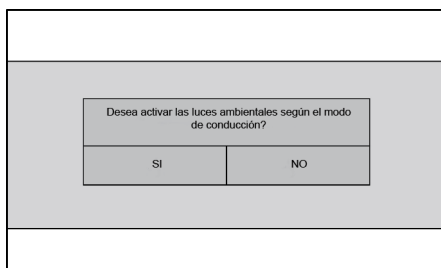 Desea activar las luces ambientales según el modo
de conducción?
SI
NO